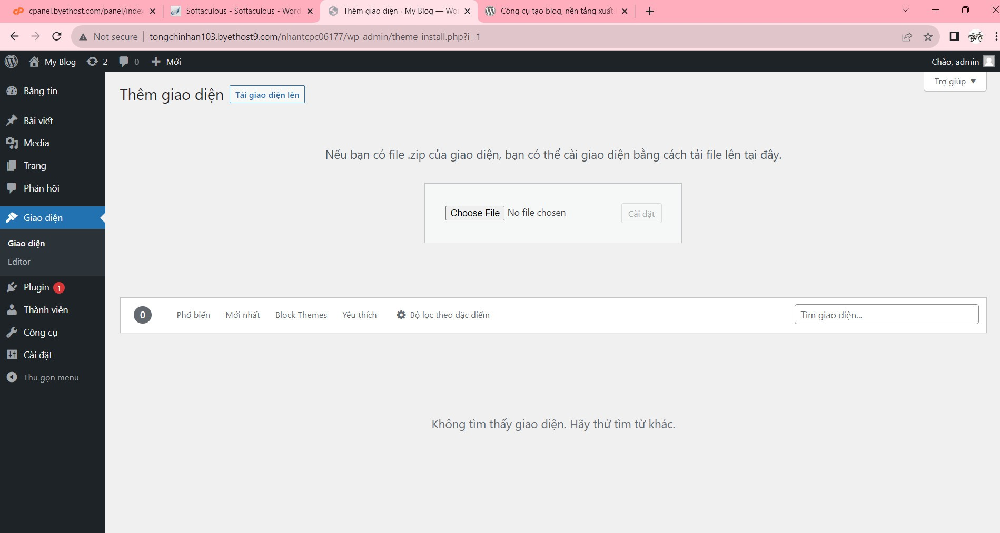 cpanel.byethost.com/panel/index
Softaculous - Softaculous - Word
Thêm giao diện ‹ My Blog — Wo
Công cụ tạo blog, nền tảng xuất
Not secure
tongchinhan103.byethost9.com/nhantcpc06177/wp-admin/theme-install.php?i=1
My Blog
2
0
Mới
Chào, admin
Trợ giúp
Bảng tin
Bài viết
Media
Trang
Phản hồi
Giao diện
Giao diện
Editor
Plugin 1
Thành viên
Công cụ
Cài đặt
Thu gọn menu
Thêm giao diện
Tải giao diện lên
Nếu bạn có file .zip của giao diện, bạn có thể cài giao diện bằng cách tải file lên tại đây.
Choose File No file chosen
Cài đặt
0
Phổ biến
Mới nhất
Block Themes
Yêu thích
Bộ lọc theo đặc điểm
Tìm giao diện...
Không tìm thấy giao diện. Hãy thử tìm từ khác.